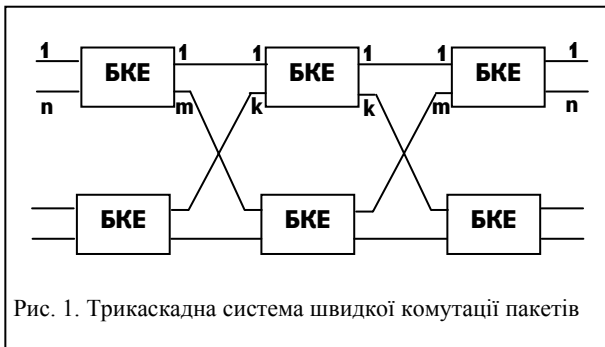 1 1 1 1 1 1
БКЕ БКЕ БКЕ
n m k k m n
БКЕ БКЕ БКЕ
Рис. 1. Трикаскадна система швидкої комутації пакетів